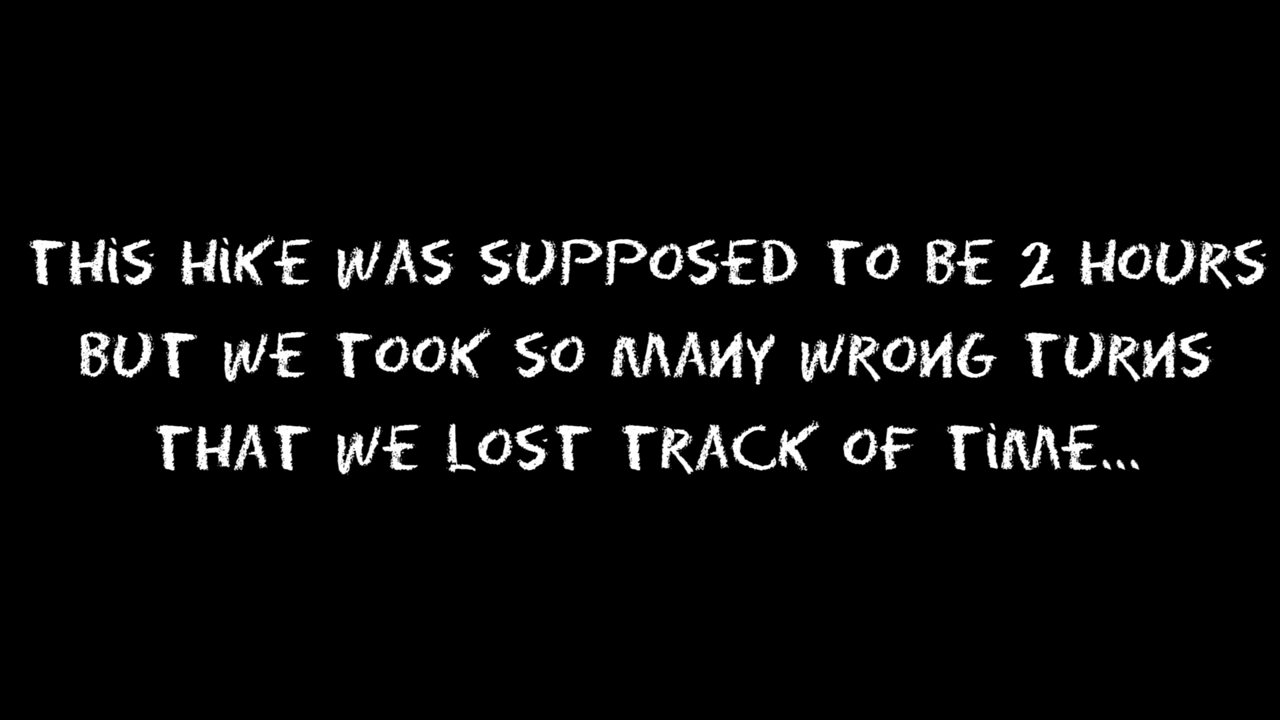 THIS HIKE WAS SUPPOSED TO BE 2 HOURS
BUT WE TOOK SO MANY WRONG TURNS
THAT WE LOST TRACK OF TIME...